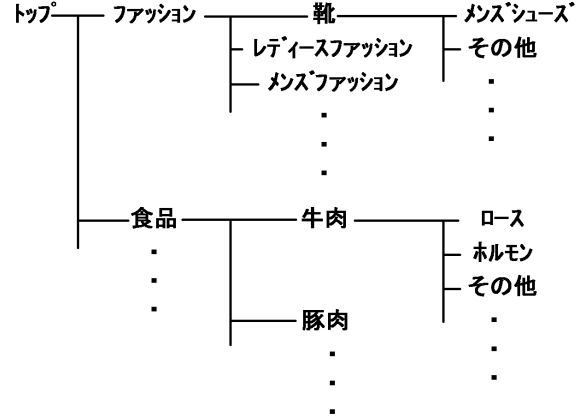 トップ ファッション 靴 メンズシューズ
レディースファッション その他
メンズファッション
食品 牛肉 ロース
ホルモン
その他
豚肉